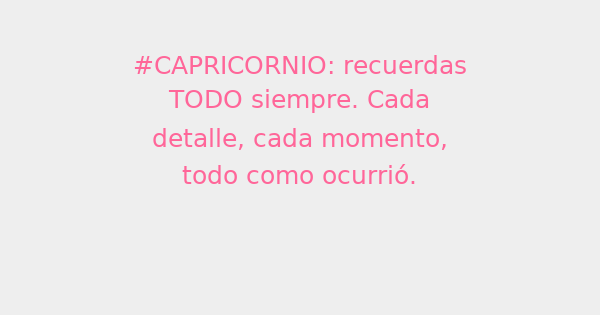 #CAPRICORNIO: recuerdas
TODO siempre. Cada
detalle, cada momento,
todo como ocurrió.